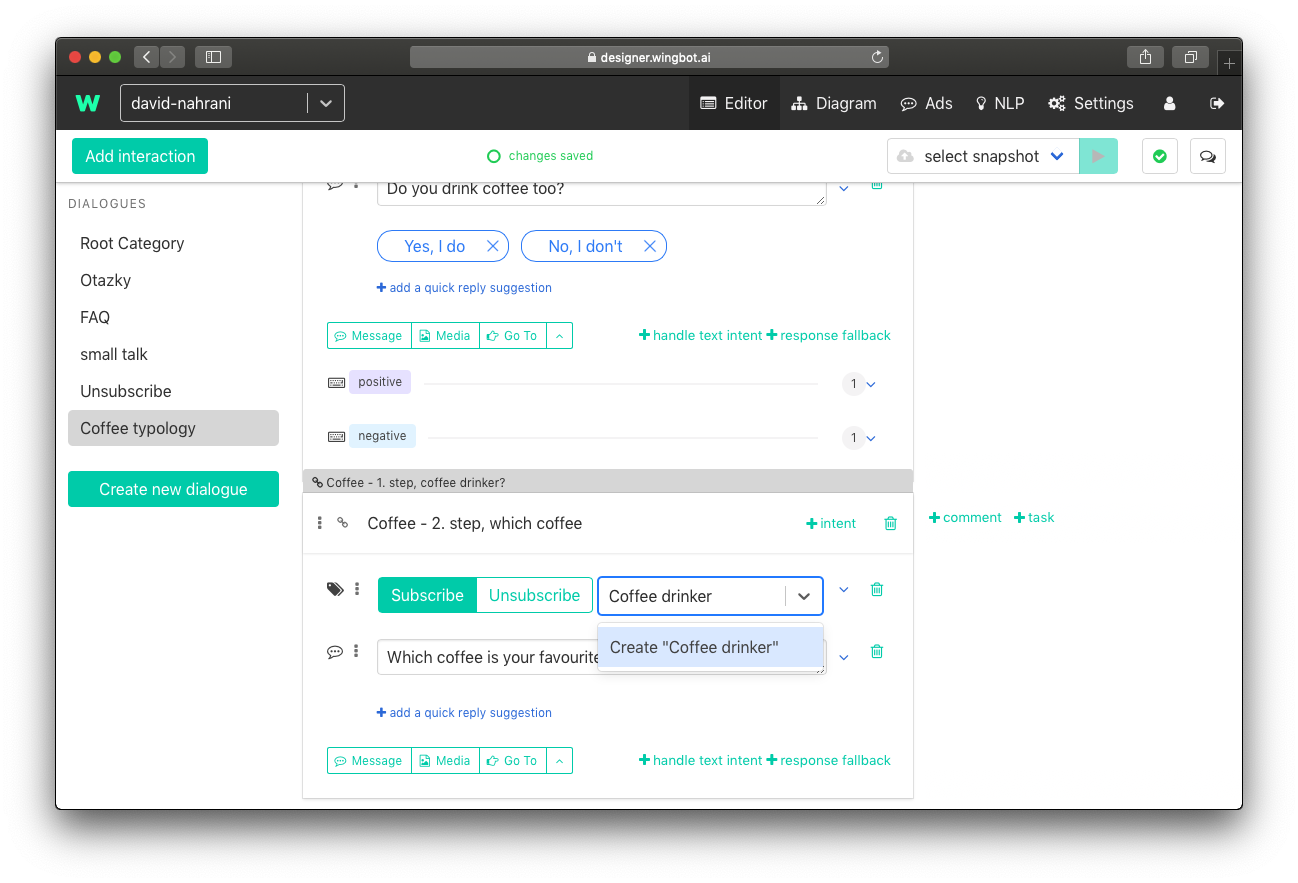 designer.wingbot.ai
W david-nahrani Editor Diagram Ads NLP Settings
Add interaction changes saved select snapshot
DIALOGUES
Root Category
Otazky
FAQ
small talk
Unsubscribe
Coffee typology
Create new dialogue
Do you drink coffee too?
Yes, I do No, I don't
add a quick reply suggestion
Message Media Go To handle text intent response fallback
positive 1
negative 1
Coffee - 1. step, coffee drinker?
Coffee - 2. step, which coffee intent
comment task
Subscribe Unsubscribe Coffee drinker
Create "Coffee drinker"
Which coffee is your favourite
add a quick reply suggestion
Message Media Go To handle text intent response fallback